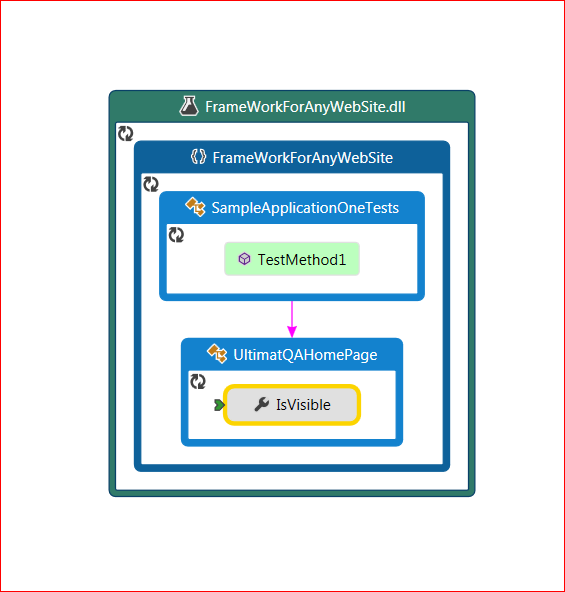 FrameWorkForAnyWebSite.dll
FrameWorkForAnyWebSite
SampleApplicationOneTests
TestMethod1
UltimatQAHomePage
IsVisible